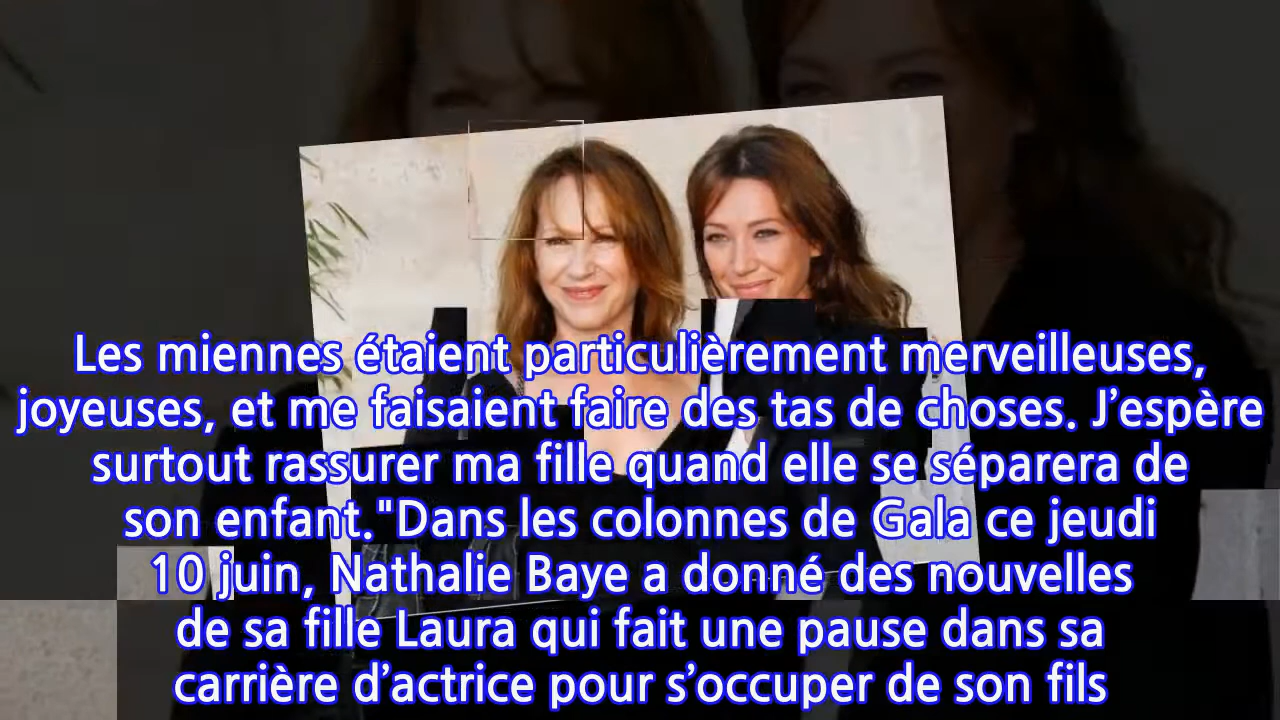 Les miennes étaient particulièrement merveilleuses,
joyeuses, et me faisaient faire des tas de choses. J’espère
surtout rassurer ma fille quand elle se séparera de
son enfant."Dans les colonnes de Gala ce jeudi
10 juin, Nathalie Baye a donné des nouvelles
de sa fille Laura qui fait une pause dans sa
carrière d’actrice pour s’occuper de son fils